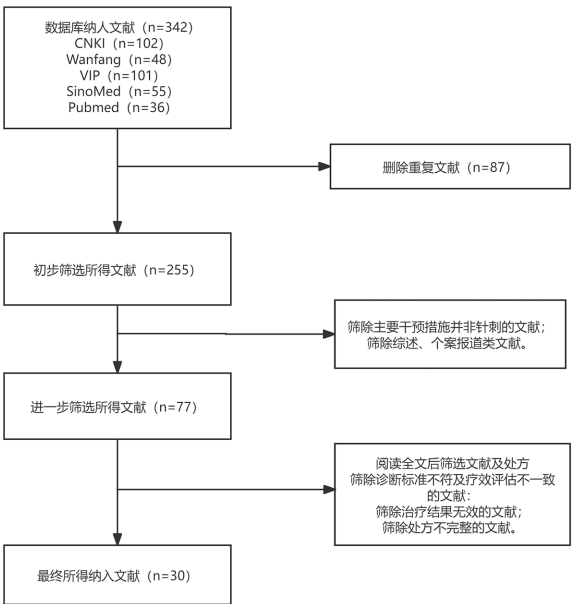 数据库纳人文献（n=342）
CNKI（n=102）
Wanfang（n=48）
VIP（n=101）
SinoMed（n=55）
Pubmed（n=36）
删除重复文献（n=87）
初步筛选所得文献（n=255）
筛除主要干预措施并非针刺的文献；
筛除综述、个案报道类文献。
进一步筛选所得文献（n=77）
阅读全文后筛选文献及处方
筛除诊断标准不符及疗效评估不一致
的文献：
筛除治疗结果无效的文献；
筛除处方不完整的文献。
最终所得纳入文献（n=30）